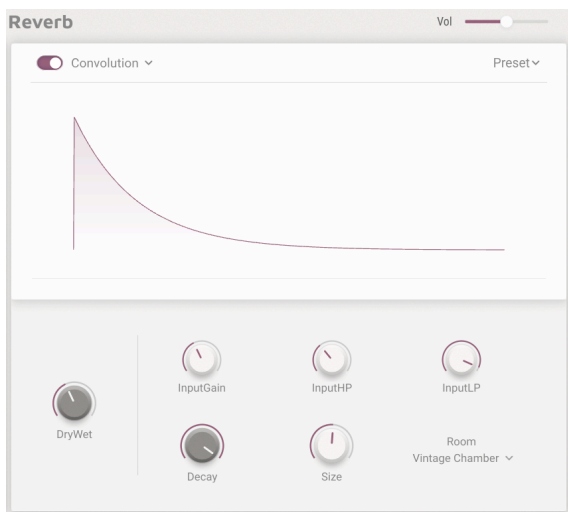 Reverb
Vol
Convolution
Preset
InputGain
InputHP
InputLP
DryWet
Decay
Size
Room
Vintage Chamber